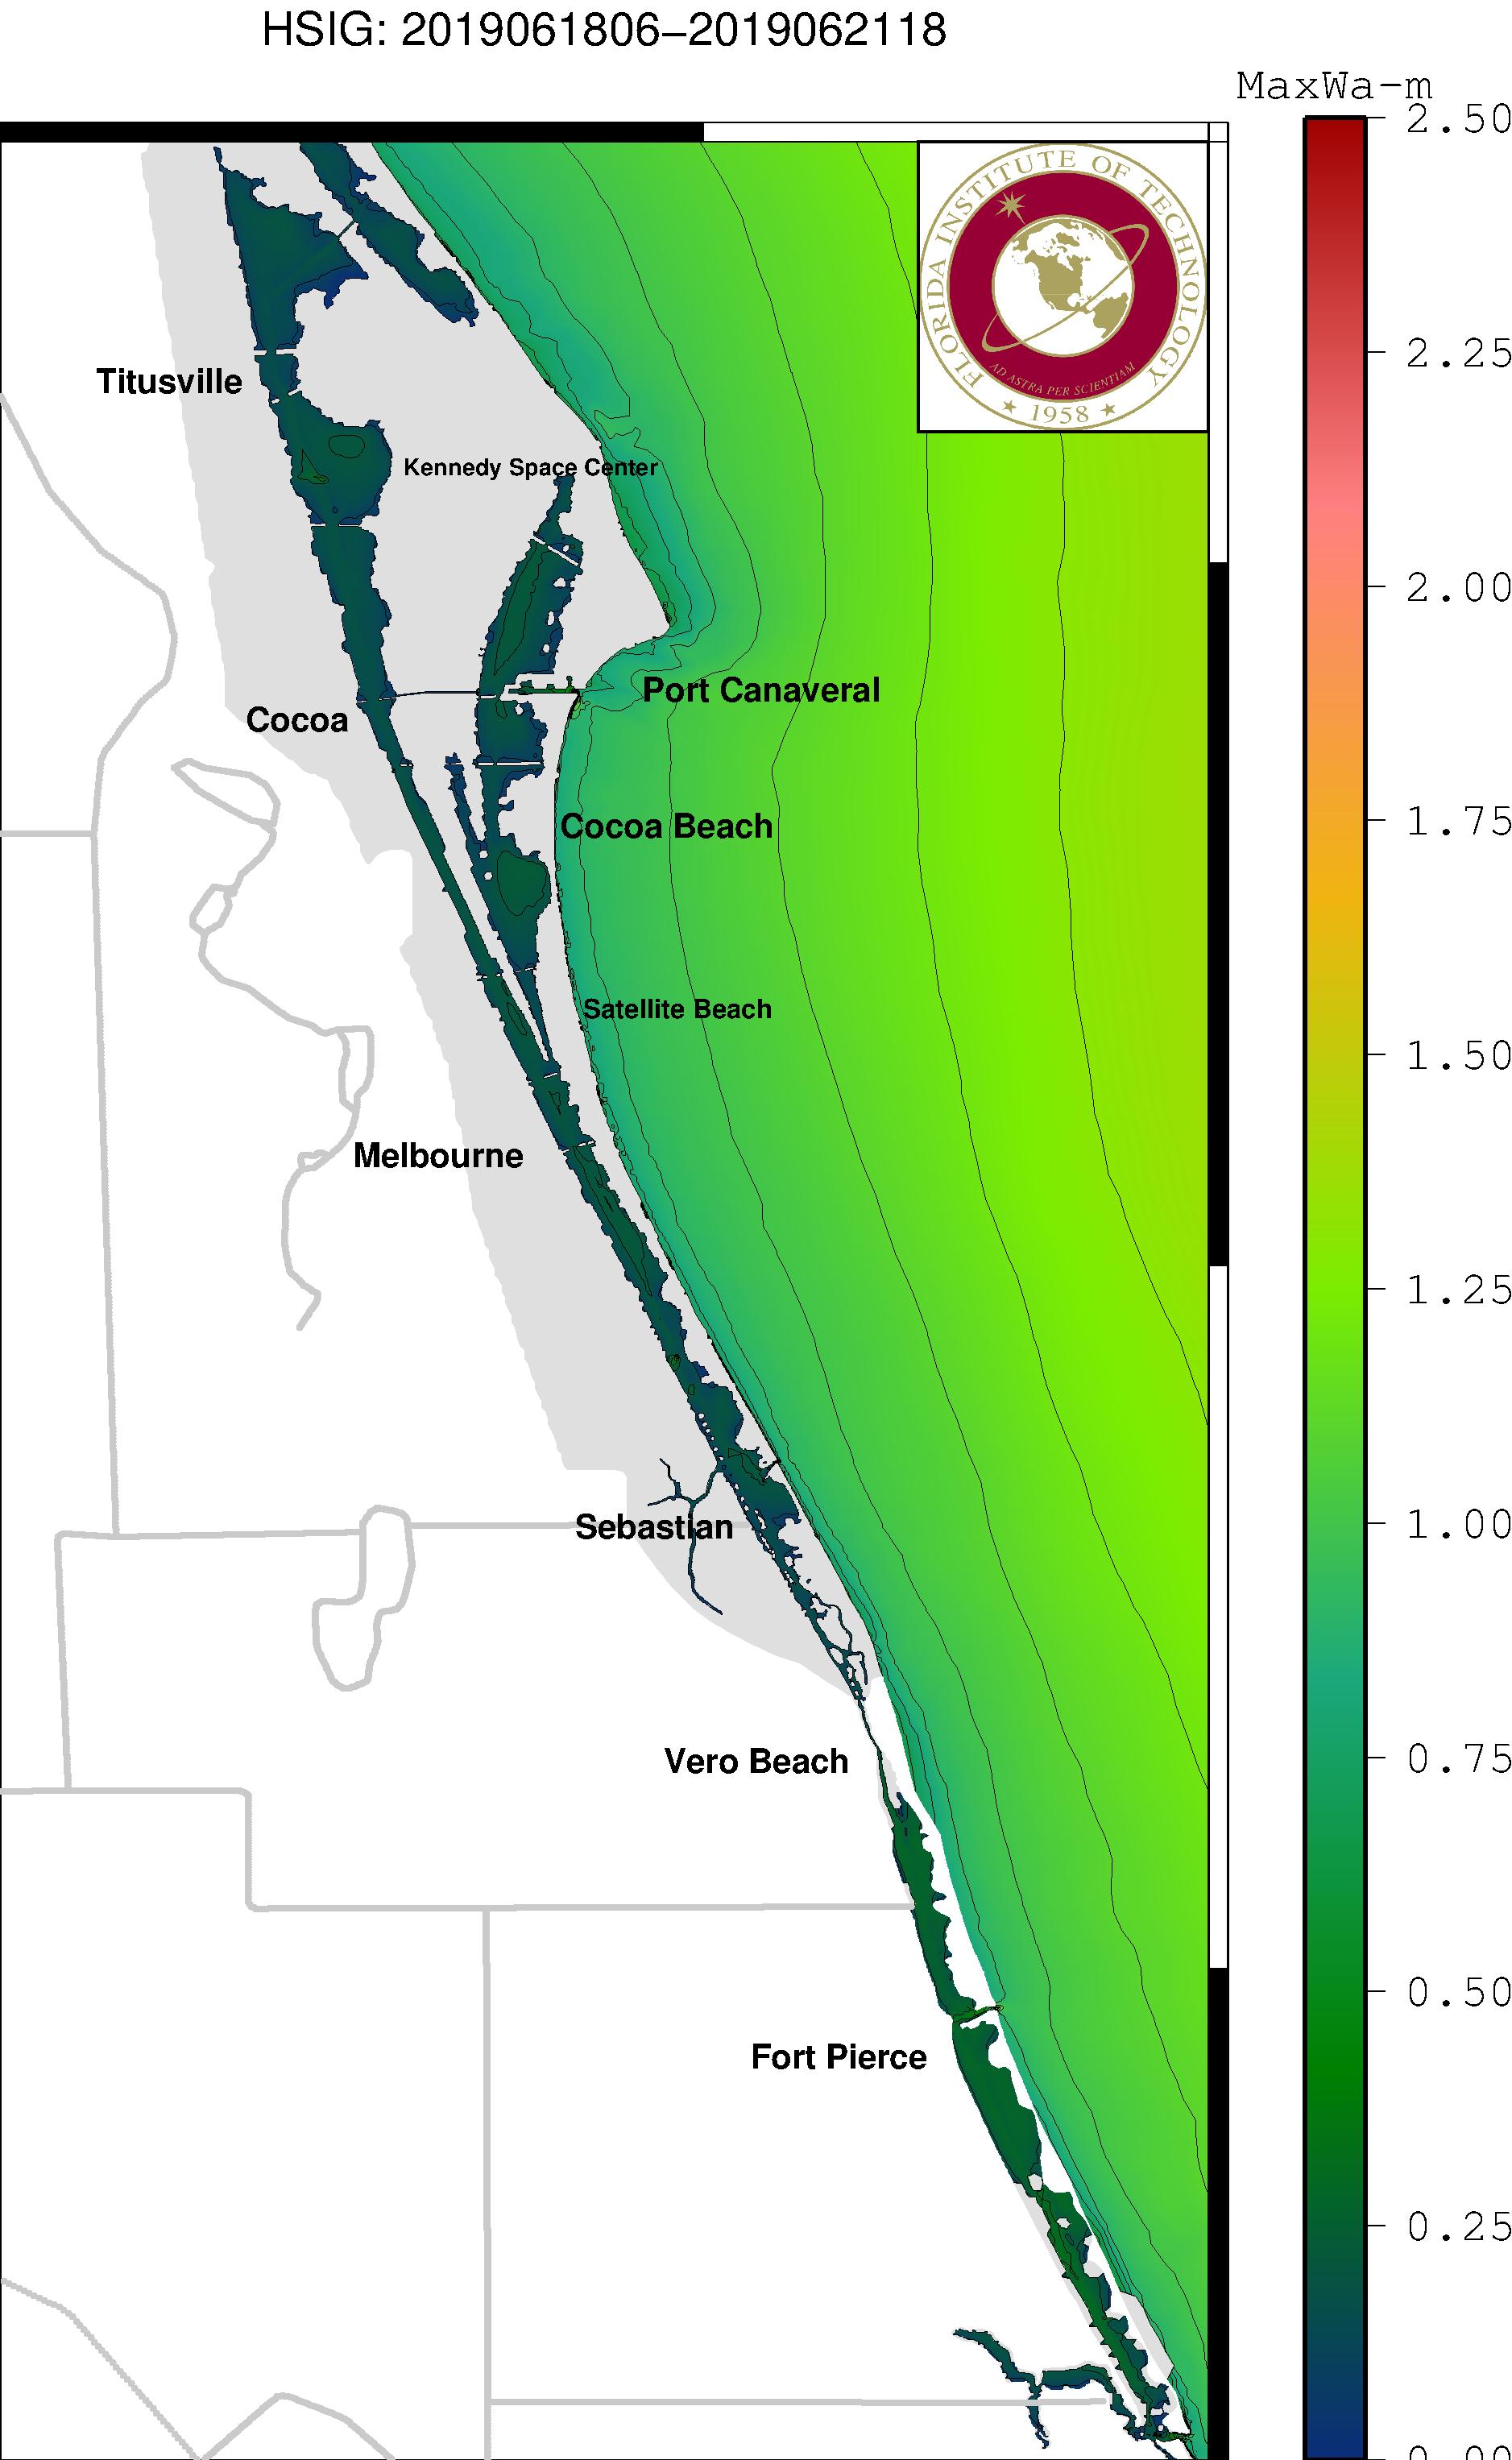 HSIG: 2019061806–2019062118
MaxWa-m
2.50
2.25
2.00
1.75
1.50
1.25
1.00
0.75
0.50
0.25
0.00
FLORIDA INSTITUTE OF TECHNOLOGY
AD ASTRA PER SCIENTIAM
★ 1958 ★
Titusville
Kennedy Space Center
Port Canaveral
Cocoa
Cocoa Beach
Satellite Beach
Melbourne
Sebastian
Vero Beach
Fort Pierce